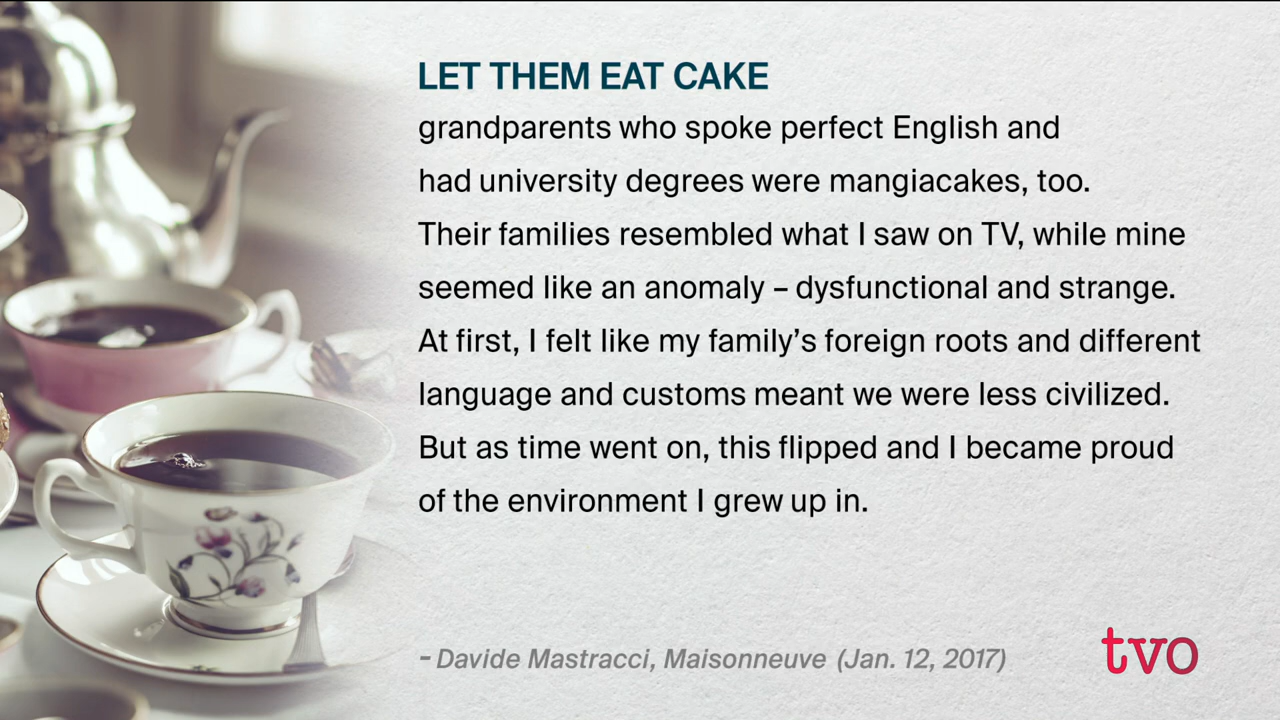 LET THEM EAT CAKE
grandparents who spoke perfect English and
had university degrees were mangiacakes, too.
Their families resembled what I saw on TV, while mine
seemed like an anomaly – dysfunctional and strange.
At first, I felt like my family’s foreign roots and different
language and customs meant we were less civilized.
But as time went on, this flipped and I became proud
of the environment I grew up in.
– Davide Mastracci, Maisonneuve (Jan. 12, 2017)
tvo